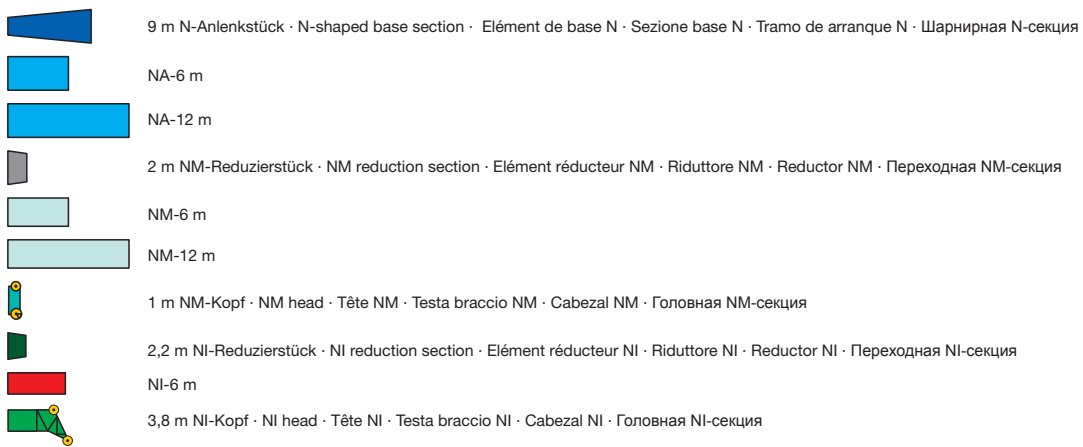 9 m N-Anlenkstück · N-shaped base section · Elément de base N · Sezione base N · Tramo de arranque N · Шарнирная N-секция
NA-6 m
NA-12 m
2 m NM-Reduzierstück · NM reduction section · Elément réducteur NM · Riduttore NM · Reductor NM · Переходная NM-секция
NM-6 m
NM-12 m
1 m NM-Kopf · NM head · Tête NM · Testa braccio NM · Cabezal NM · Головная NM-секция
2,2 m NI-Reduzierstück · NI reduction section · Elément réducteur NI · Riduttore NI · Reductor NI · Переходная NI-секция
NI-6 m
3,8 m NI-Kopf · NI head · Tête NI · Testa braccio NI · Cabezal NI · Головная NI-секция